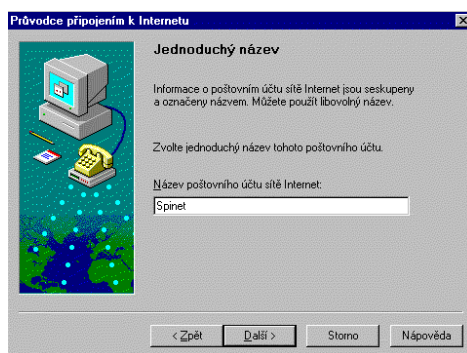 Průvodce připojením k Internetu
Jednoduchý název
Informace o poštovním účtu sítě Internet jsou seskupeny
a označeny názvem. Můžete použít libovolný název.
Zvolte jednoduchý název tohoto poštovního účtu.
Název poštovního účtu sítě Internet:
Spinet
< Zpět Další > Storno Nápověda